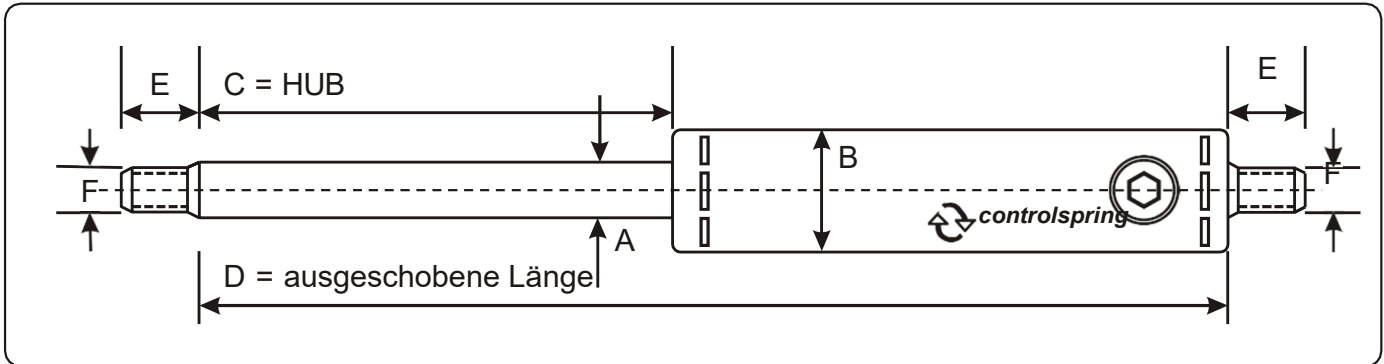 E
C = HUB
E
B
F
F
controlspring
A
D = ausgeschobene Länge